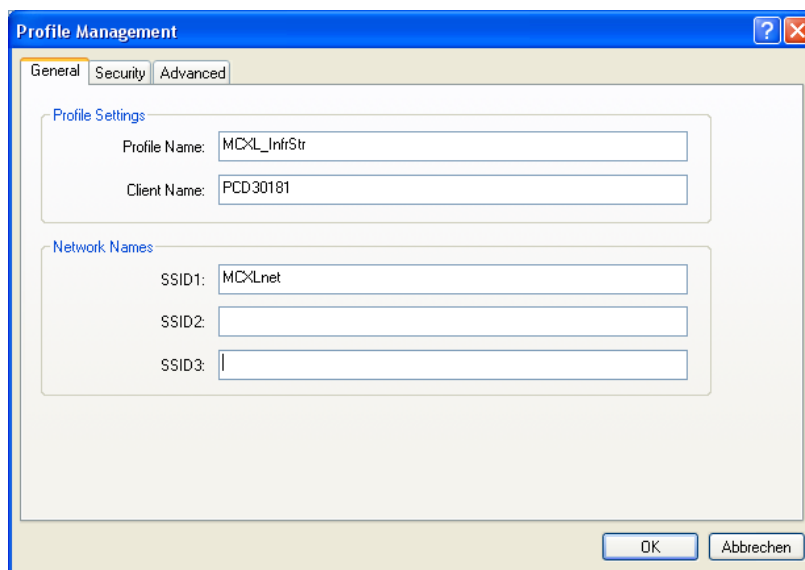 Profile Management
General Security Advanced
Profile Settings
Profile Name: MCXL_InfrStr
Client Name: PCD30181
Network Names
SSID1: MCXLnet
SSID2:
SSID3:
OK Abbrechen